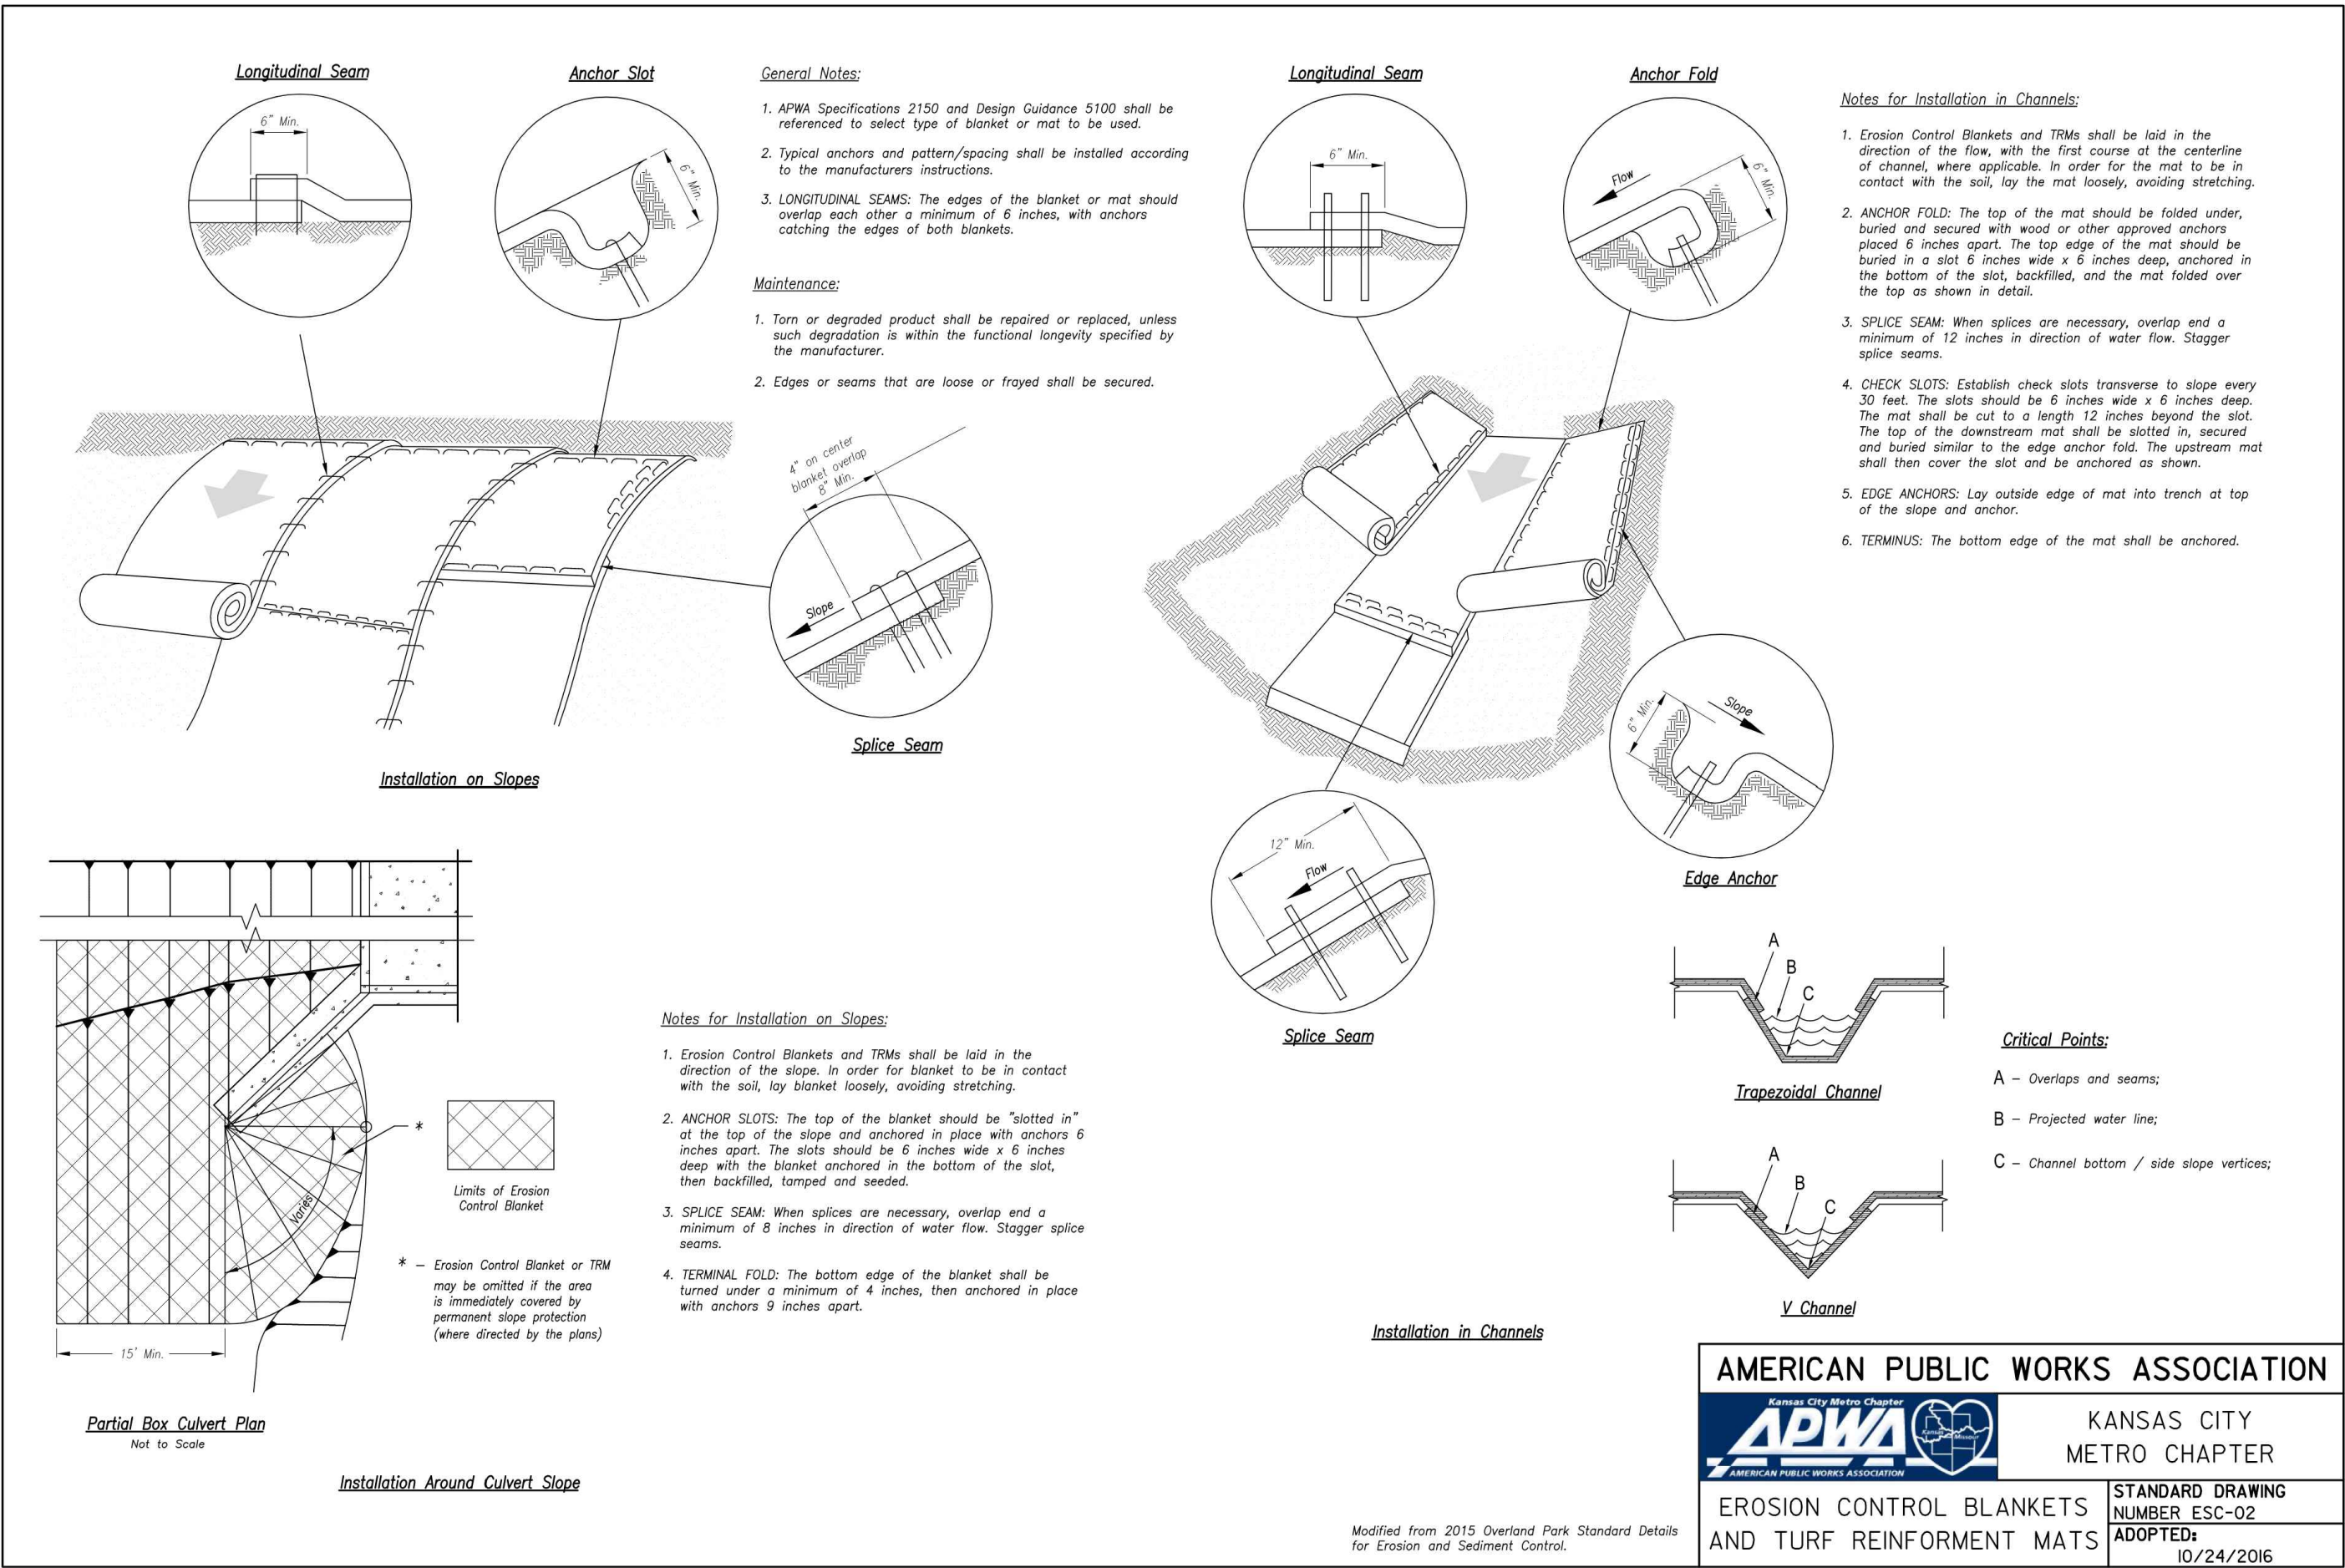 Longitudinal Seam
6" Min.
Anchor Slot
6" Min.
General Notes:
1. APWA Specifications 2150 and Design Guidance 5100 shall be
referenced to select type of blanket or mat to be used.
2. Typical anchors and pattern/spacing shall be installed according
to the manufacturers instructions.
3. LONGITUDINAL SEAMS: The edges of the blanket or mat should
overlap each other a minimum of 6 inches, with anchors
catching the edges of both blankets.
Maintenance:
1. Torn or degraded product shall be repaired or replaced, unless
such degradation is within the functional longevity specified by
the manufacturer.
2. Edges or seams that are loose or frayed shall be secured.
4" on center
blanket overlap
8" Min.
Slope
Splice Seam
Installation on Slopes
Longitudinal Seam
6" Min.
Anchor Fold
Flow
6" Min.
Notes for Installation in Channels:
1. Erosion Control Blankets and TRMs shall be laid in the
direction of the flow, with the first course at the centerline
of channel, where applicable. In order for the mat to be in
contact with the soil, lay the mat loosely, avoiding stretching.
2. ANCHOR FOLD: The top of the mat should be folded under,
buried and secured with wood or other approved anchors
placed 6 inches apart. The top edge of the mat should be
buried in a slot 6 inches wide x 6 inches deep, anchored in
the bottom of the slot, backfilled, and the mat folded over
the top as shown in detail.
3. SPLICE SEAM: When splices are necessary, overlap end a
minimum of 12 inches in direction of water flow. Stagger
splice seams.
4. CHECK SLOTS: Establish check slots transverse to slope every
30 feet. The slots should be 6 inches wide x 6 inches deep.
The mat shall be cut to a length 12 inches beyond the slot.
The top of the downstream mat shall be slotted in, secured
and buried similar to the edge anchor fold. The upstream mat
shall then cover the slot and be anchored as shown.
5. EDGE ANCHORS: Lay outside edge of mat into trench at top
of the slope and anchor.
6. TERMINUS: The bottom edge of the mat shall be anchored.
6" Min.
Slope
Edge Anchor
12" Min.
Flow
Splice Seam
A
B
C
Trapezoidal Channel
A
B
C
V Channel
Critical Points:
A – Overlaps and seams;
B – Projected water line;
C – Channel bottom / side slope vertices;
Installation in Channels
Varies
*
Limits of Erosion
Control Blanket
* – Erosion Control Blanket or TRM
may be omitted if the area
is immediately covered by
permanent slope protection
(where directed by the plans)
15' Min.
Partial Box Culvert Plan
Not to Scale
Installation Around Culvert Slope
Notes for Installation on Slopes:
1. Erosion Control Blankets and TRMs shall be laid in the
direction of the slope. In order for blanket to be in contact
with the soil, lay blanket loosely, avoiding stretching.
2. ANCHOR SLOTS: The top of the blanket should be "slotted in"
at the top of the slope and anchored in place with anchors 6
inches apart. The slots should be 6 inches wide x 6 inches
deep with the blanket anchored in the bottom of the slot,
then backfilled, tamped and seeded.
3. SPLICE SEAM: When splices are necessary, overlap end a
minimum of 8 inches in direction of water flow. Stagger splice
seams.
4. TERMINAL FOLD: The bottom edge of the blanket shall be
turned under a minimum of 4 inches, then anchored in place
with anchors 9 inches apart.
Modified from 2015 Overland Park Standard Details
for Erosion and Sediment Control.
AMERICAN PUBLIC WORKS ASSOCIATION
Kansas City Metro Chapter
APWA
Kansas
Missouri
AMERICAN PUBLIC WORKS ASSOCIATION
KANSAS CITY
METRO CHAPTER
EROSION CONTROL BLANKETS
AND TURF REINFORMENT MATS
STANDARD DRAWING
NUMBER ESC-02
ADOPTED:
10/24/2016